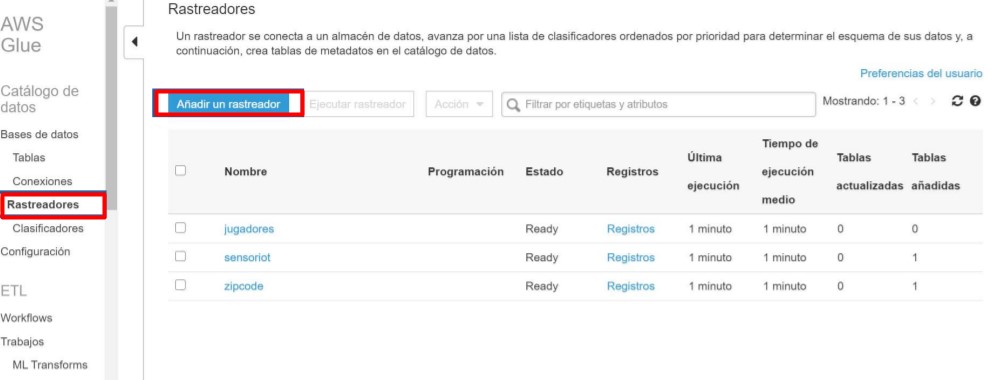 AWS
Glue
Catálogo de
datos
Bases de datos
Tablas
Conexiones
Rastreadores
Clasificadores
Configuración
ETL
Workflows
Trabajos
ML Transforms
Rastreadores
Un rastreador se conecta a un almacén de datos, avanza por una lista de clasificadores ordenados por prioridad para determinar el esquema de sus datos y, a
continuación, crea tablas de metadatos en el catálogo de datos.
Preferencias del usuario
Añadir un rastreador Ejecutar rastreador Acción Filtrar por etiquetas y atributos Mostrando: 1 - 3
Nombre Programación Estado Registros Última ejecución Tiempo de ejecución medio Tablas actualizadas Tablas añadidas
jugadores Ready Registros 1 minuto 1 minuto 0 0
sensoriot Ready Registros 1 minuto 1 minuto 0 1
zipcode Ready Registros 1 minuto 1 minuto 0 1